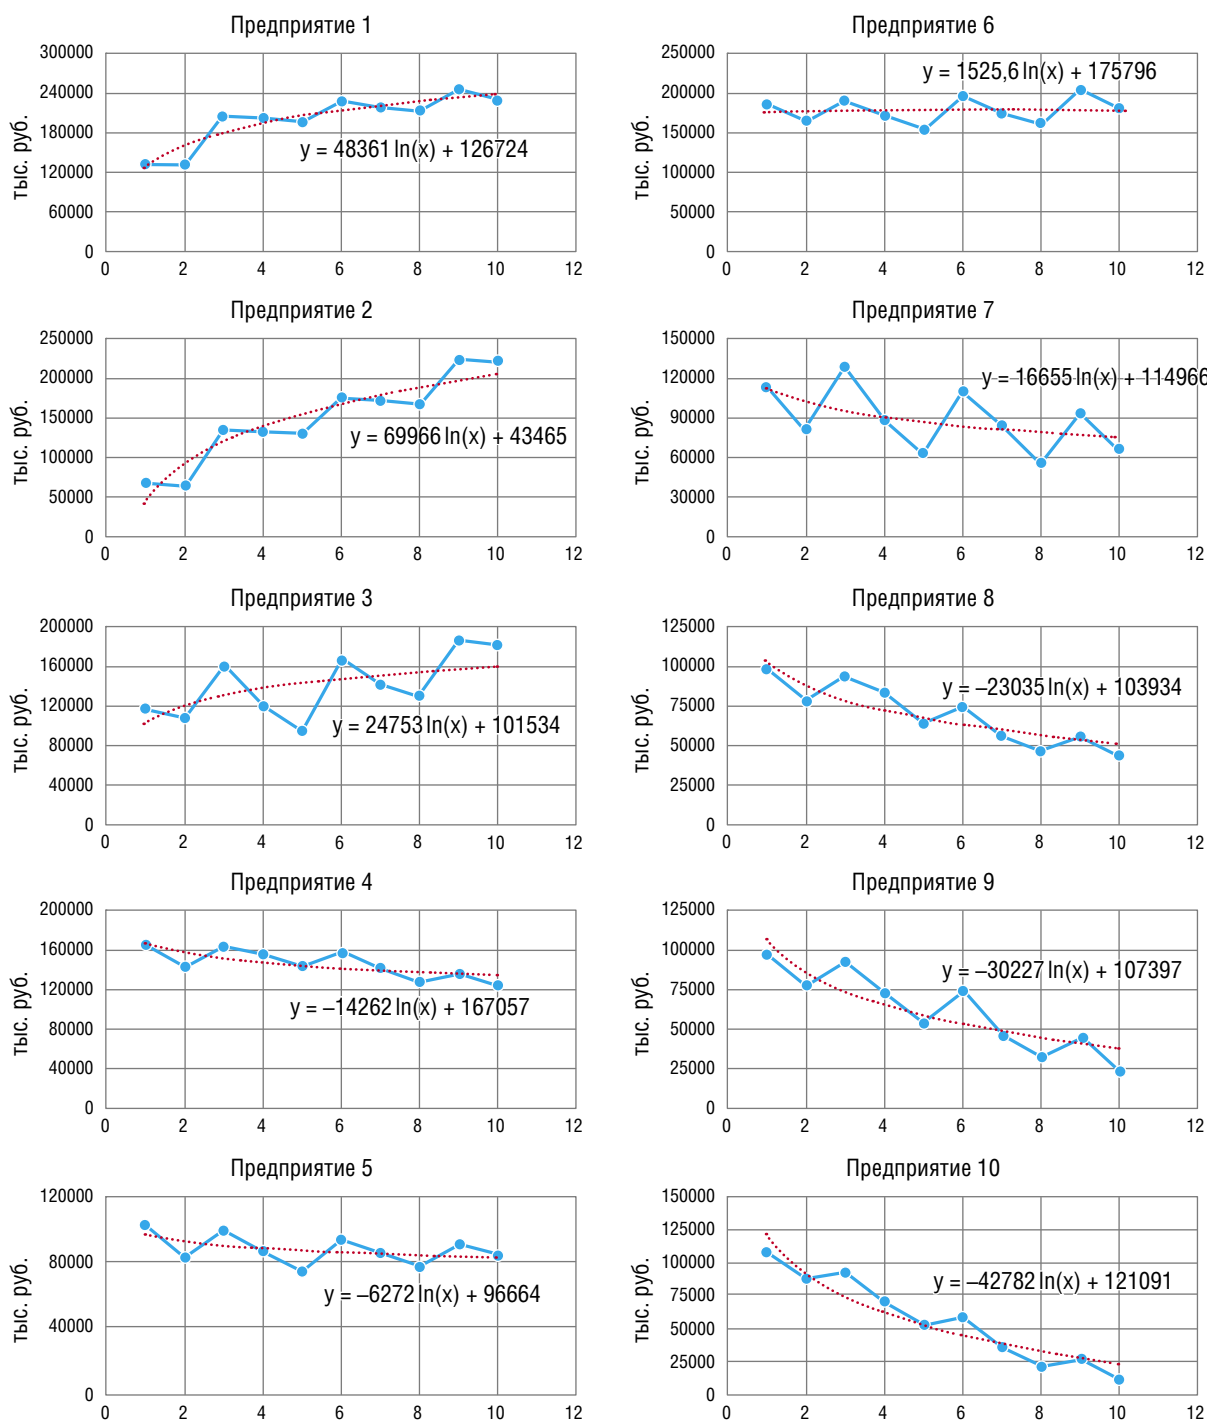 Предприятие 1
300000
240000
180000
120000
60000
0
тыс. руб.
y = 48361 ln(x) + 126724
0 2 4 6 8 10 12
Предприятие 2
250000
200000
150000
100000
50000
0
тыс. руб.
y = 69966 ln(x) + 43465
0 2 4 6 8 10 12
Предприятие 3
200000
160000
120000
80000
40000
0
тыс. руб.
y = 24753 ln(x) + 101534
0 2 4 6 8 10 12
Предприятие 4
200000
160000
120000
80000
40000
0
тыс. руб.
y = –14262 ln(x) + 167057
0 2 4 6 8 10 12
Предприятие 5
120000
80000
40000
0
тыс. руб.
y = –6272 ln(x) + 96664
0 2 4 6 8 10 12
Предприятие 6
250000
200000
150000
100000
50000
0
тыс. руб.
y = 1525,6 ln(x) + 175796
0 2 4 6 8 10 12
Предприятие 7
150000
120000
90000
60000
30000
0
тыс. руб.
y = 16655 ln(x) + 114966
0 2 4 6 8 10 12
Предприятие 8
125000
100000
75000
50000
25000
0
тыс. руб.
y = –23035 ln(x) + 103934
0 2 4 6 8 10 12
Предприятие 9
125000
100000
75000
50000
25000
0
тыс. руб.
y = –30227 ln(x) + 107397
0 2 4 6 8 10 12
Предприятие 10
150000
125000
100000
75000
50000
25000
0
тыс. руб.
y = –42782 ln(x) + 121091
0 2 4 6 8 10 12